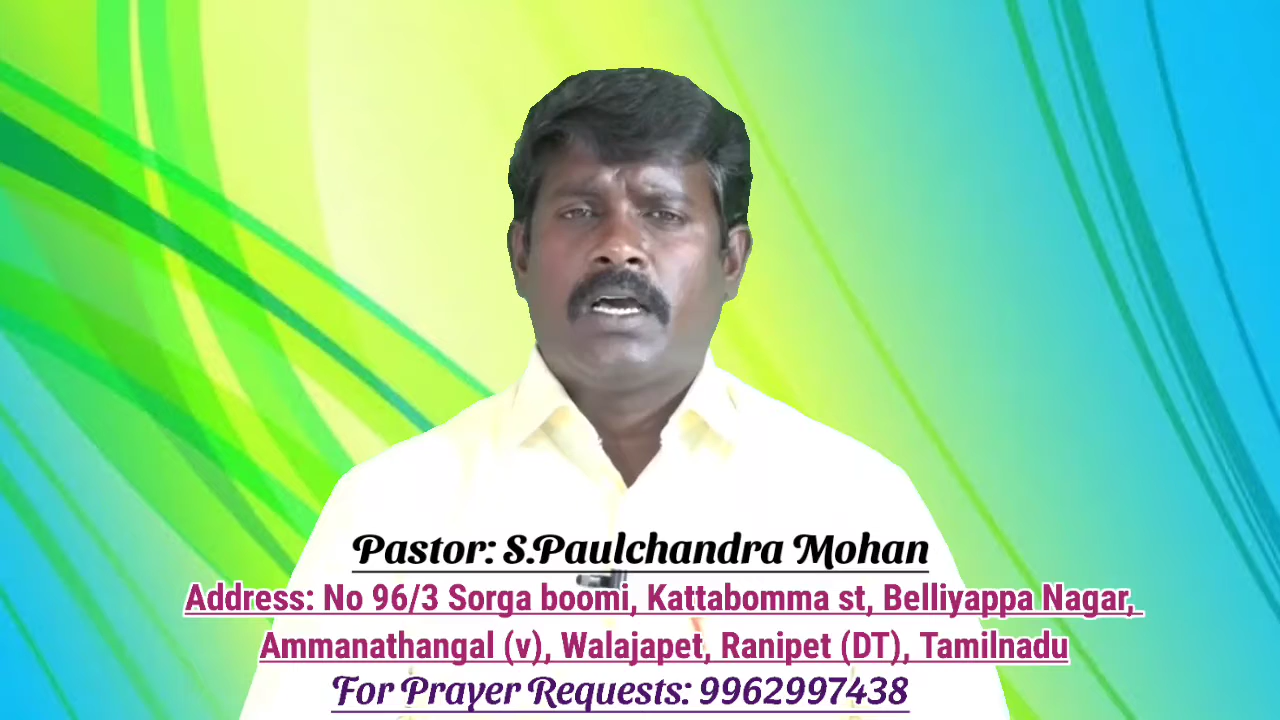 Pastor: S.Paulchandra Mohan
Address: No 96/3 Sorga boomi, Kattabomma st, Belliyappa Nagar,
Ammanathangal (v), Walajapet, Ranipet (DT), Tamilnadu
For Prayer Requests: 9962997438